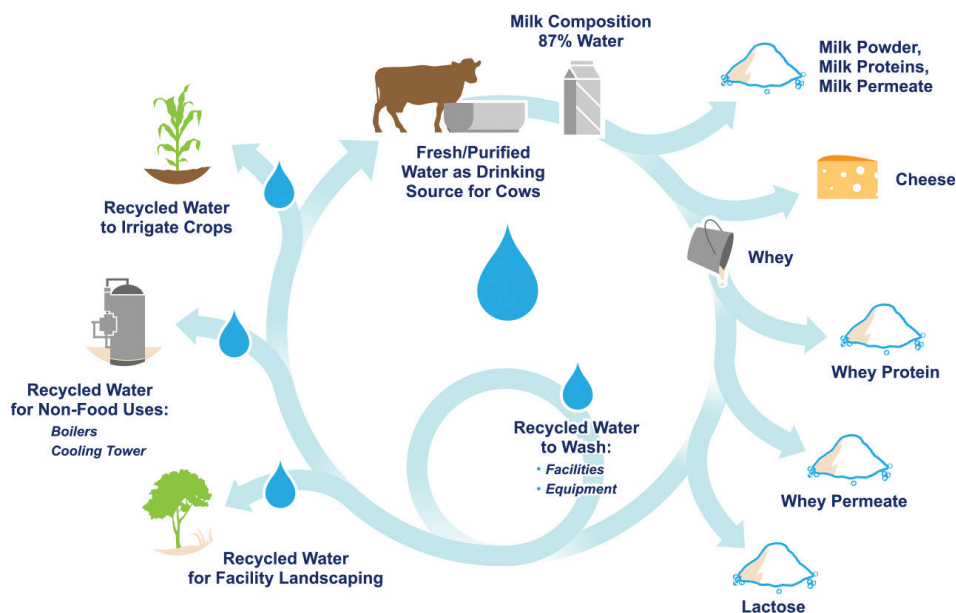 Milk Composition
87% Water
Milk Powder,
Milk Proteins,
Milk Permeate
Fresh/Purified
Water as Drinking
Source for Cows
Cheese
Recycled Water
to Irrigate Crops
Whey
Whey Protein
Recycled Water
for Non-Food Uses:
Boilers
Cooling Tower
Recycled Water
to Wash:
• Facilities
• Equipment
Whey Permeate
Recycled Water
for Facility Landscaping
Lactose